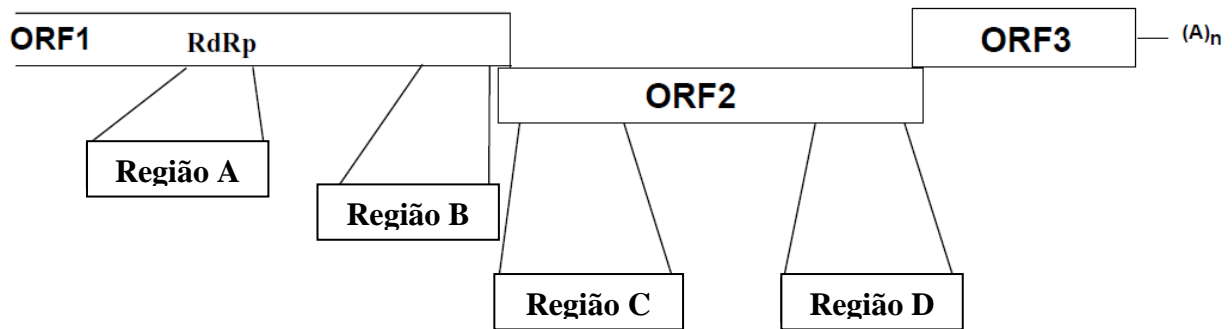 ORF1
RdRp
ORF3
(A)n
ORF2
Região A
Região B
Região C
Região D